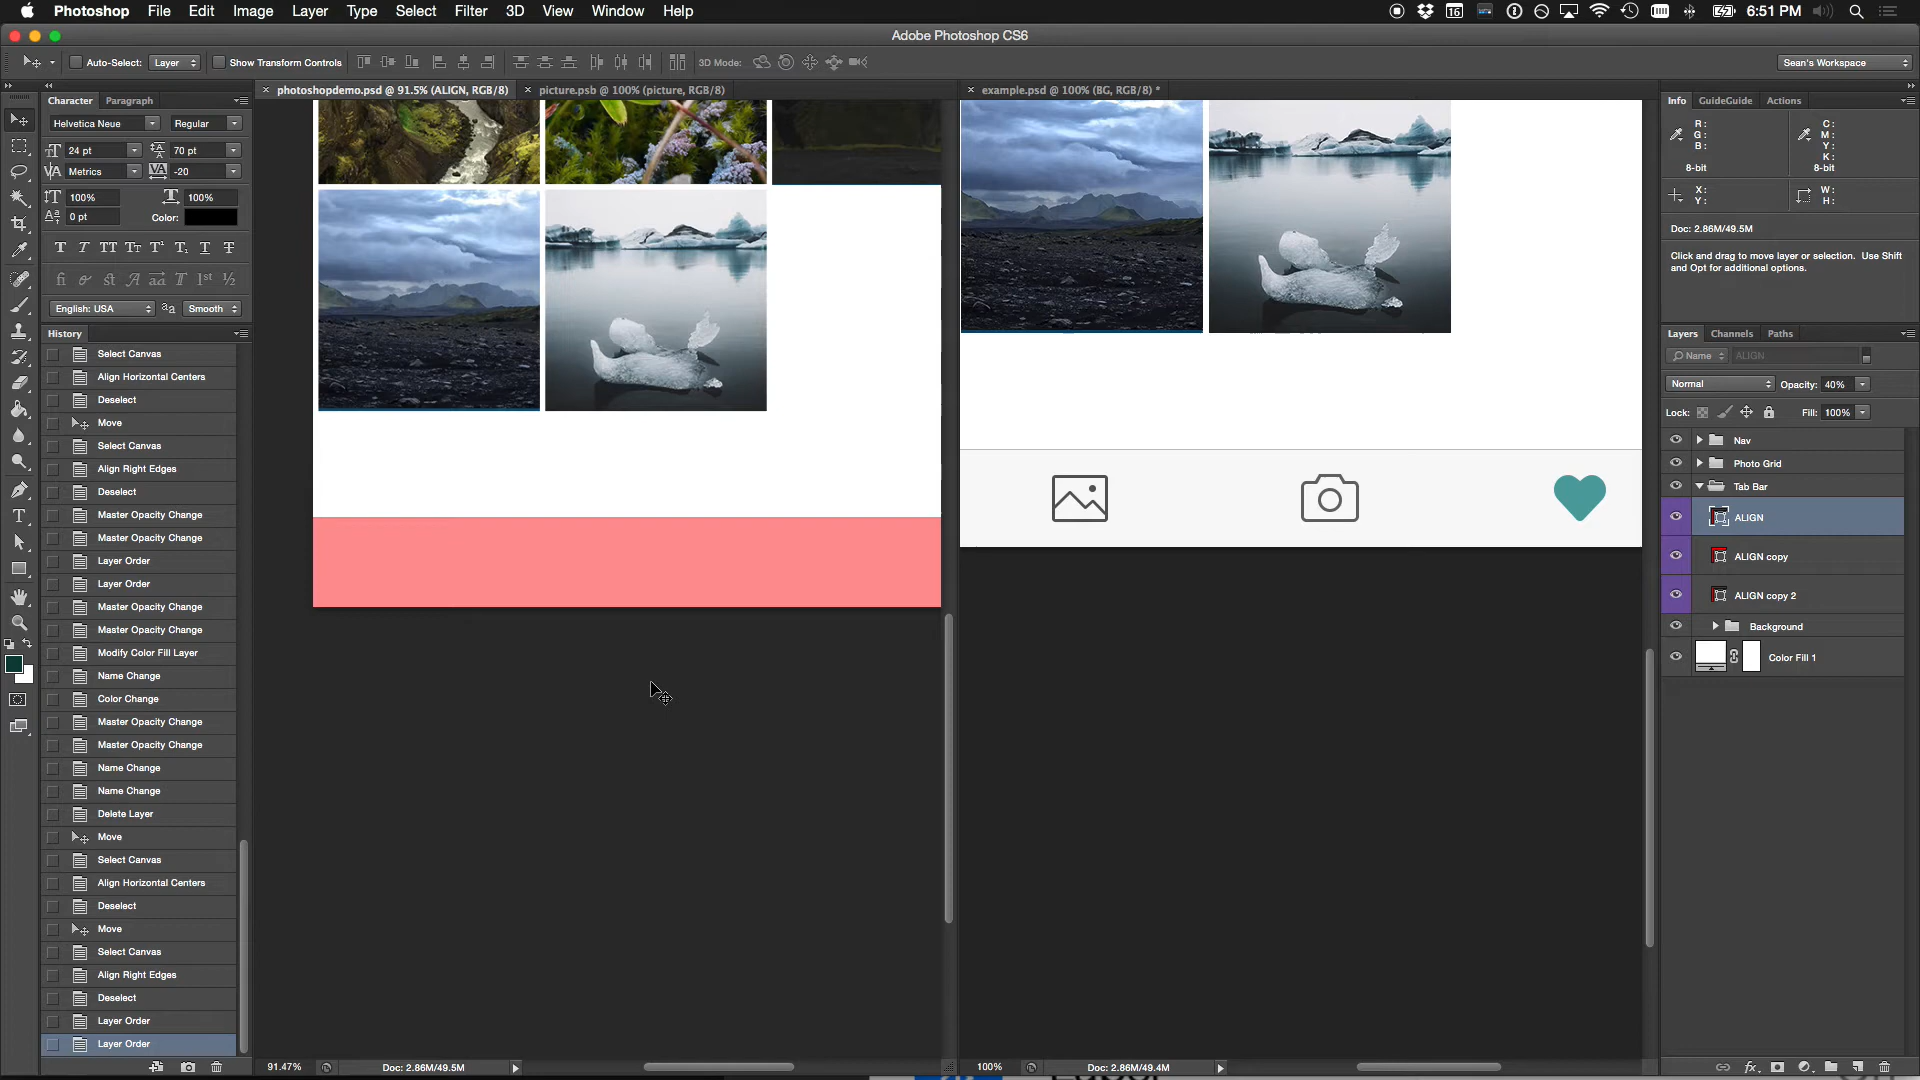 Photoshop File Edit Image Layer Type Select Filter 3D View Window Help
16 6:51 PM
Adobe Photoshop CS6
Auto-Select: Layer Show Transform Controls 3D Mode: Sean's Workspace
Character Paragraph
Helvetica Neue Regular
24 pt 70 pt
Metrics -20
100% 100%
0 pt Color:
English: USA Smooth
History
Select Canvas
Align Horizontal Centers
Deselect
Move
Select Canvas
Align Right Edges
Deselect
Master Opacity Change
Master Opacity Change
Layer Order
Layer Order
Master Opacity Change
Master Opacity Change
Modify Color Fill Layer
Name Change
Color Change
Master Opacity Change
Master Opacity Change
Name Change
Name Change
Delete Layer
Move
Select Canvas
Align Horizontal Centers
Deselect
Move
Select Canvas
Align Right Edges
Deselect
Layer Order
Layer Order
photoshopdemo.psd @ 91.5% (ALIGN, RGB/8) picture.psb @ 100% (picture, RGB/8)
91.47% Doc: 2.86M/49.5M
example.psd @ 100% (BG, RGB/8) *
100% Doc: 2.86M/49.4M
Info GuideGuide Actions
R: C:
G: M:
B: Y:
K:
8-bit 8-bit
X: W:
Y: H:
Doc: 2.86M/49.5M
Click and drag to move layer or selection. Use Shift
and Opt for additional options.
Layers Channels Paths
Name ALIGN
Normal Opacity: 40%
Lock: Fill: 100%
Nav
Photo Grid
Tab Bar
ALIGN
ALIGN copy
ALIGN copy 2
Background
Color Fill 1